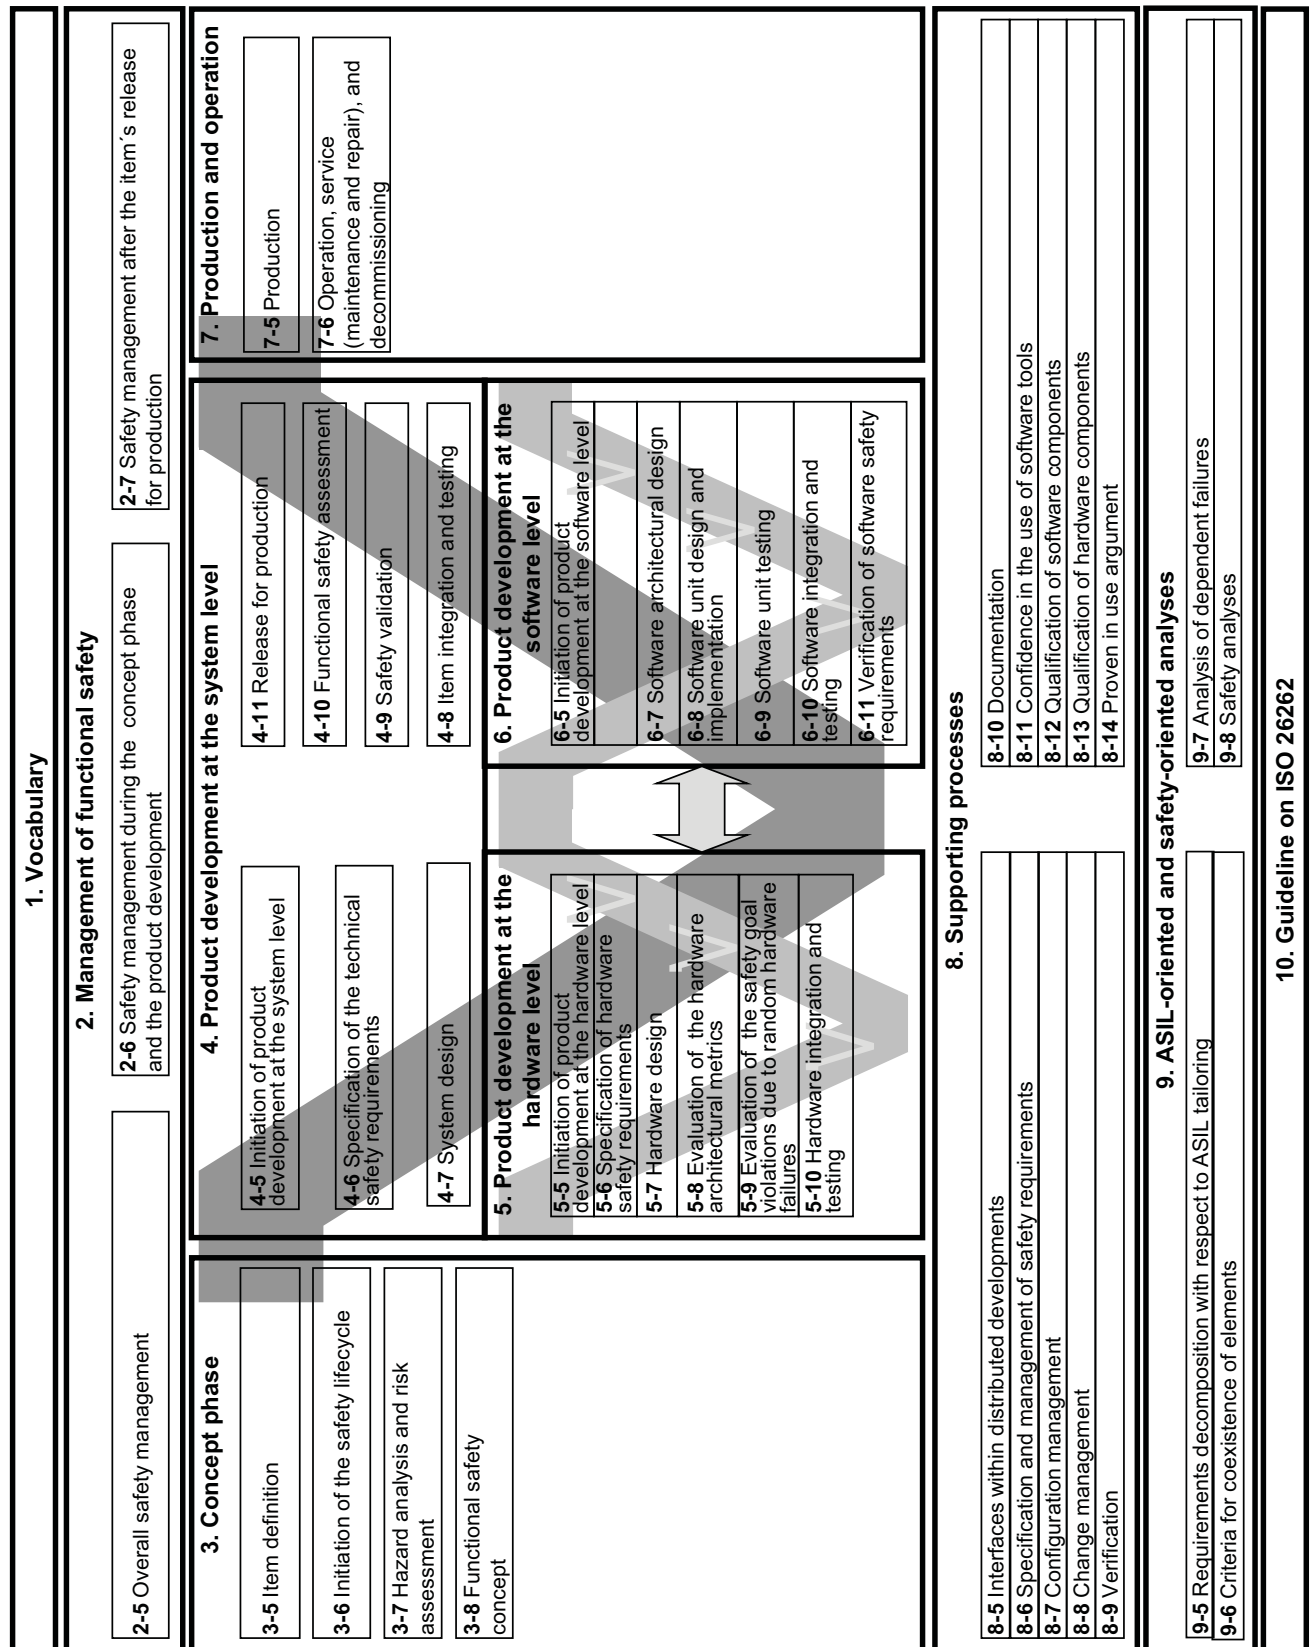 1. Vocabulary
2. Management of functional safety
2-5 Overall safety management
2-6 Safety management during the concept phase
and the product development
2-7 Safety management after the item´s release
for production
3. Concept phase
3-5 Item definition
3-6 Initiation of the safety lifecycle
3-7 Hazard analysis and risk
assessment
3-8 Functional safety
concept
4. Product development at the system level
4-5 Initiation of product
development at the system level
4-6 Specification of the technical
safety requirements
4-7 System design
4-11 Release for production
4-10 Functional safety assessment
4-9 Safety validation
4-8 Item integration and testing
5. Product development at the
hardware level
5-5 Initiation of product
development at the hardware level
5-6 Specification of hardware
safety requirements
5-7 Hardware design
5-8 Evaluation of the hardware
architectural metrics
5-9 Evaluation of the safety goal
violations due to random hardware
failures
5-10 Hardware integration and
testing
6. Product development at the
software level
6-5 Initiation of product
development at the software level
6-7 Software architectural design
6-8 Software unit design and
implementation
6-9 Software unit testing
6-10 Software integration and
testing
6-11 Verification of software safety
requirements
7. Production and operation
7-5 Production
7-6 Operation, service
(maintenance and repair), and
decommissioning
8. Supporting processes
8-5 Interfaces within distributed developments
8-6 Specification and management of safety requirements
8-7 Configuration management
8-8 Change management
8-9 Verification
8-10 Documentation
8-11 Confidence in the use of software tools
8-12 Qualification of software components
8-13 Qualification of hardware components
8-14 Proven in use argument
9. ASIL-oriented and safety-oriented analyses
9-5 Requirements decomposition with respect to ASIL tailoring
9-6 Criteria for coexistence of elements
9-7 Analysis of dependent failures
9-8 Safety analyses
10. Guideline on ISO 26262